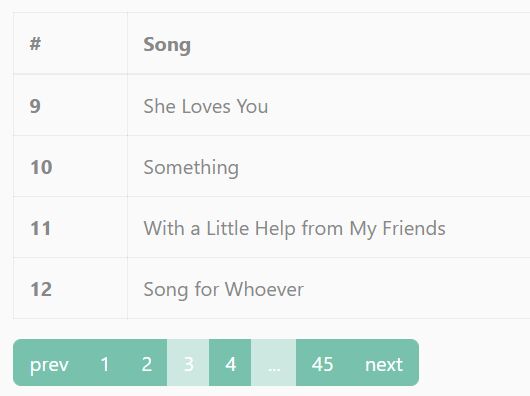 # Song
9 She Loves You
10 Something
11 With a Little Help from My Friends
12 Song for Whoever
prev 1 2 3 4 ... 45 next